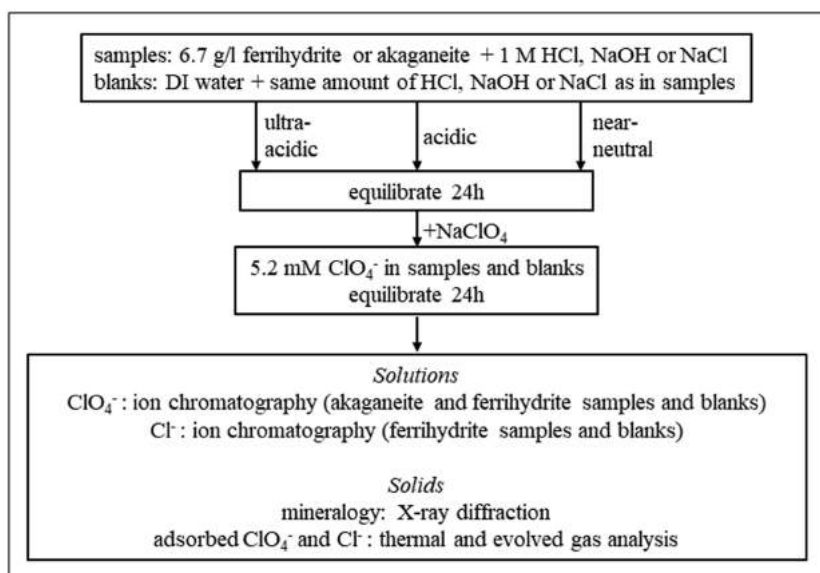 samples: 6.7 g/l ferrihydrite or akaganeite + 1 M HCl, NaOH or NaCl
blanks: DI water + same amount of HCl, NaOH or NaCl as in samples
ultra-
acidic
acidic
near-
neutral
equilibrate 24h
+NaClO₄
5.2 mM ClO₄⁻ in samples and blanks
equilibrate 24h
Solutions
ClO₄⁻ : ion chromatography (akaganeite and ferrihydrite samples and blanks)
Cl⁻ : ion chromatography (ferrihydrite samples and blanks)
Solids
mineralogy: X-ray diffraction
adsorbed ClO₄⁻ and Cl⁻ : thermal and evolved gas analysis